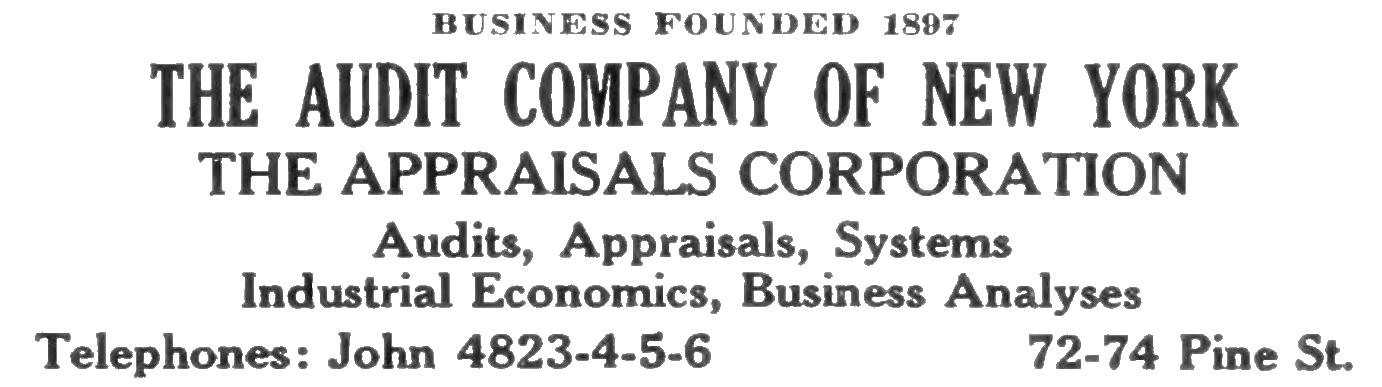 BUSINESS FOUNDED 1897
THE AUDIT COMPANY OF NEW YORK
THE APPRAISALS CORPORATION
Audits, Appraisals, Systems
Industrial Economics, Business Analyses
Telephones: John 4823-4-5-6 72-74 Pine St.